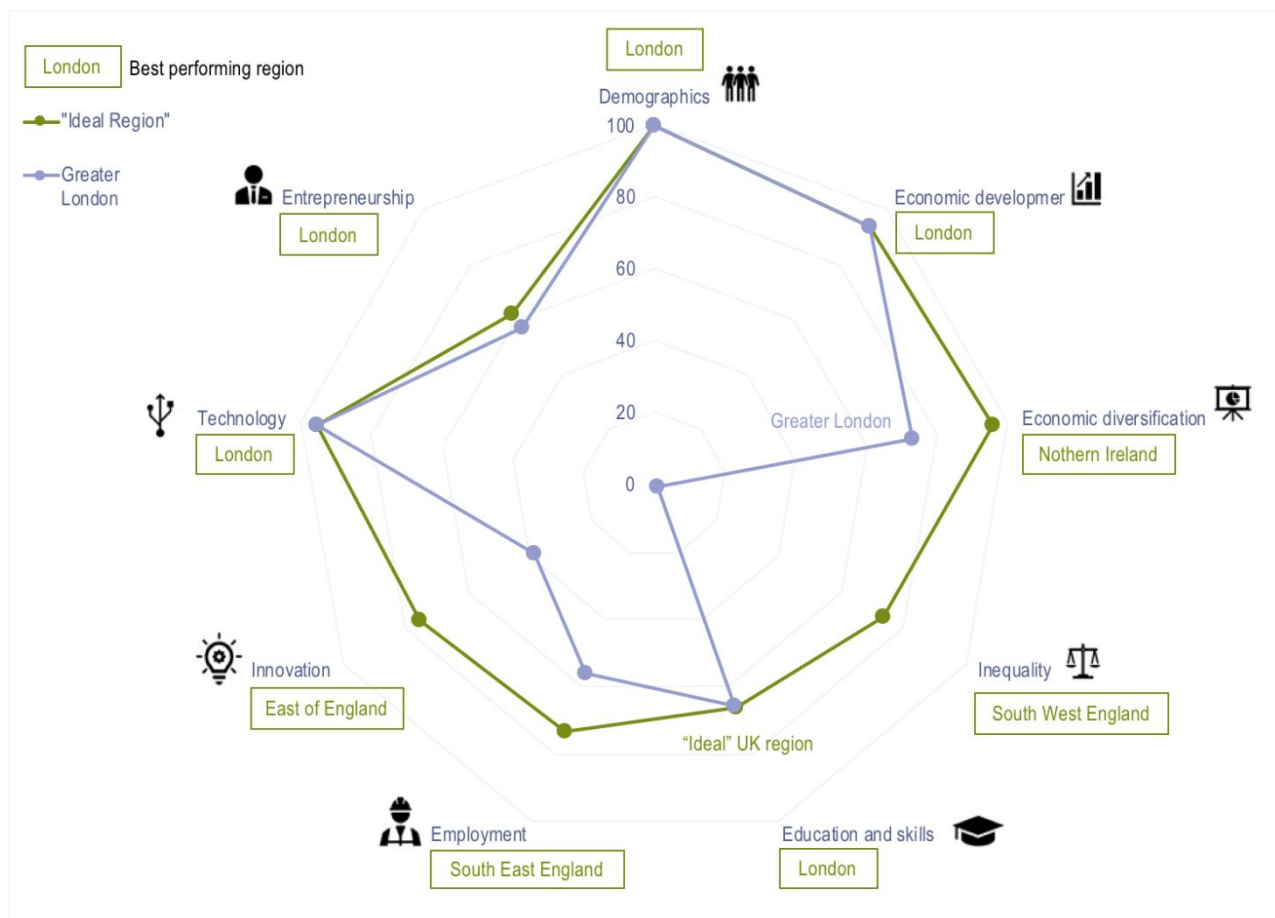 London
London Best performing region
Demographics
"Ideal Region"
100
Greater
London
Entrepreneurship
London
80
Economic developmer
London
60
40
Greater London
Technology
London
Economic diversification
Nothern Ireland
20
0
Innovation
East of England
Inequality
South West England
“Ideal” UK region
Employment
South East England
Education and skills
London